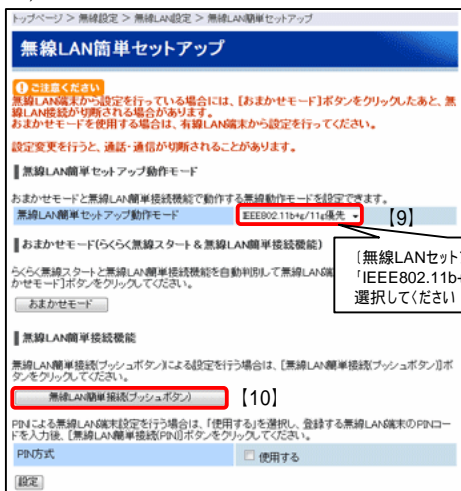 トップページ > 無線設定 > 無線LAN設定 > 無線LAN簡単セットアップ
無線LAN簡単セットアップ
ご注意ください
無線LAN端末から設定を行っている場合には、[おまかせモード]ボタンをクリックしたあと、無
線LAN接続が切断される場合があります。
おまかせモードを使用する場合は、有線LAN端末から設定を行ってください。
設定変更を行うと、通話・通信が切断されることがあります。
無線LAN簡単セットアップ動作モード
おまかせモードと無線LAN簡単接続機能で動作する無線動作モードを設定できます。
無線LAN簡単セットアップ動作モード IEEE802.11b+g/11g優先 【9】
おまかせモード(らくらく無線スタート&無線LAN簡単接続機能)
[無線LANセット
「IEEE802.11b+
選択してください
らくらく無線スタートと無線LAN簡単接続機能を自動判別して無線LAN端
かせモード]ボタンをクリックしてください。
おまかせモード
無線LAN簡単接続機能
無線LAN簡単接続(プッシュボタン)による設定を行う場合は、[無線LAN簡単接続(プッシュボタン)]ボ
タンをクリックしてください。
無線LAN簡単接続(プッシュボタン) 【10】
PINによる無線LAN端末設定を行う場合は、「使用する」を選択し、登録する無線LAN端末のPINコー
ドを入力後、[無線LAN簡単接続(PIN)]ボタンをクリックしてください。
PIN方式 使用する
設定